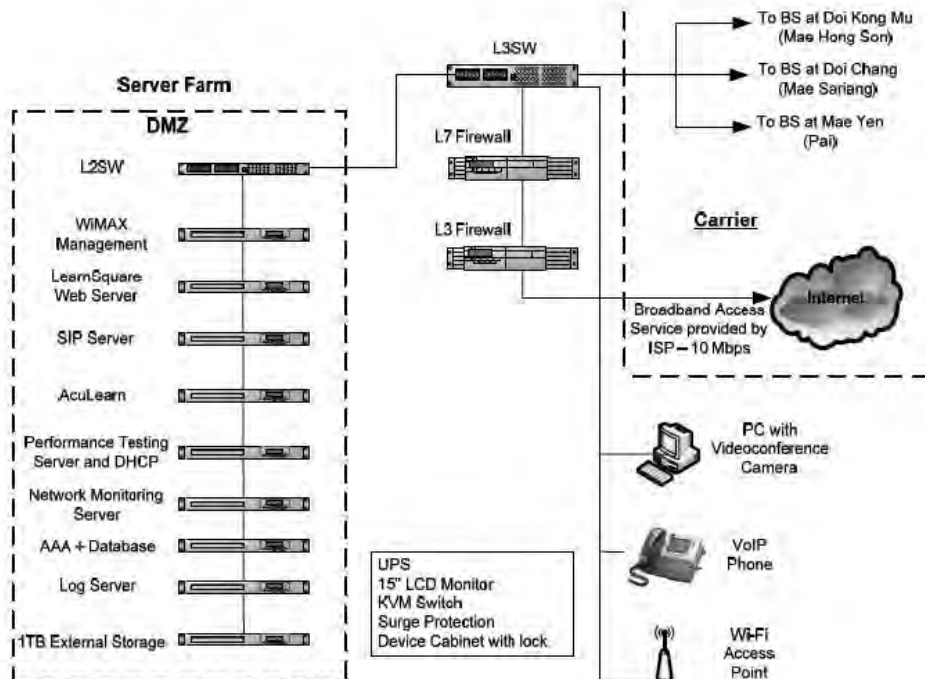 Server Farm
DMZ
L2SW
WiMAX
Management
LearnSquare
Web Server
SIP Server
AcuLearn
Performance Testing
Server and DHCP
Network Monitoring
Server
AAA + Database
Log Server
1TB External Storage
L3SW
L7 Firewall
L3 Firewall
UPS
15" LCD Monitor
KVM Switch
Surge Protection
Device Cabinet with lock
To BS at Doi Kong Mu
(Mae Hong Son)
To BS at Doi Chang
(Mae Sariang)
To BS at Mae Yen
(Pai)
Carrier
Internet
Broadband Access
Service provided by
ISP – 10 Mbps
PC with
Videoconference
Camera
VoIP
Phone
Wi-Fi
Access
Point